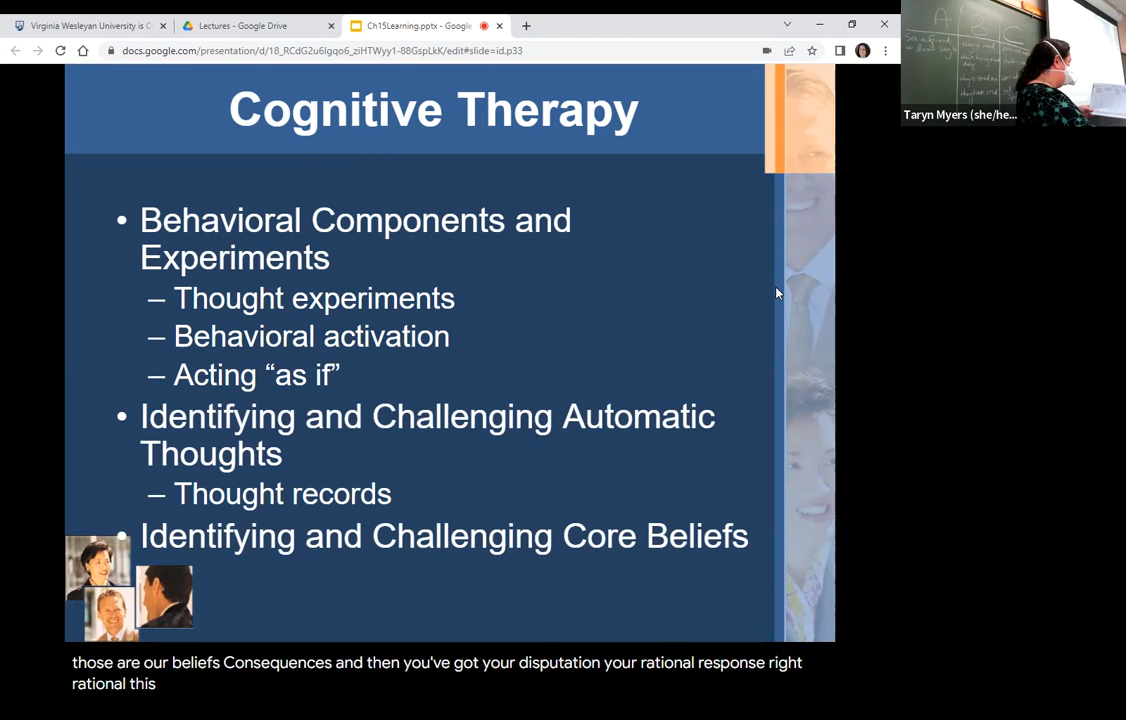 Virginia Wesleyan University is C
Lectures - Google Drive
Ch15Learning.pptx - Google
docs.google.com/presentation/d/18_RCdG2u6Igqo6_ziHTWyy1-88GspLkK/edit#slide=id.p33
A B C
Taryn Myers (she/he...
Cognitive Therapy
• Behavioral Components and
Experiments
– Thought experiments
– Behavioral activation
– Acting “as if”
• Identifying and Challenging Automatic
Thoughts
– Thought records
• Identifying and Challenging Core Beliefs
those are our beliefs Consequences and then you've got your disputation your rational response right
rational this